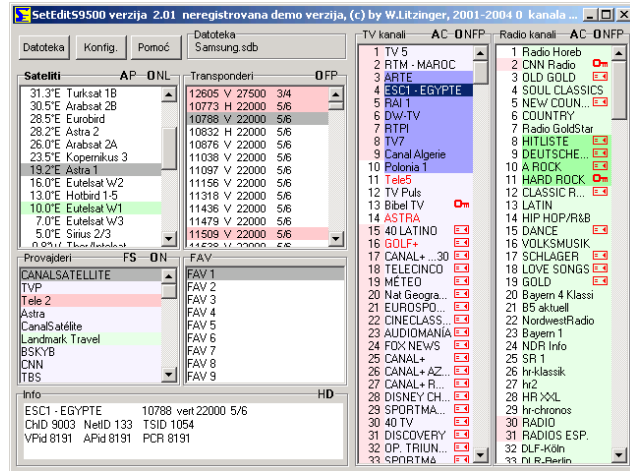 SetEditS9500 verzija 2.01 neregistrovana demo verzija, (c) by W.Litzinger, 2001-2004 0 kanala ...
Datoteka
Konfig.
Pomoć
Datoteka
Samsung.sdb
Sateliti AP ONL
31.3°E Turksat 1B
30.5°E Arabsat 2B
28.5°E Eurobird
28.2°E Astra 2
26.0°E Arabsat 2A
23.5°E Kopernikus 3
19.2°E Astra 1
16.0°E Eutelsat W2
13.0°E Hotbird 1-5
10.0°E Eutelsat W1
7.0°E Eutelsat W3
5.0°E Sirius 2/3
0.8°W Thor/Intelsat
Transponderi OFP
12605 V 27500 3/4
10773 H 22000 5/6
10788 V 22000 5/6
10832 H 22000 5/6
10876 V 22000 5/6
11038 V 22000 5/6
11097 V 22000 5/6
11156 V 22000 5/6
11318 V 22000 5/6
11436 V 22000 5/6
11479 V 22000 5/6
11509 V 22000 5/6
11538 V 22000 5/6
Provajderi FS ON
CANALSATELLITE
TVP
Tele 2
Astra
CanalSatélite
Landmark Travel
BSKYB
CNN
TBS
FAV
FAV 1
FAV 2
FAV 3
FAV 4
FAV 5
FAV 6
FAV 7
FAV 8
FAV 9
Info HD
ESC1 - EGYPTE 10788 vert 22000 5/6
ChID 9003 NetID 133 TSID 1054
VPid 8191 APid 8191 PCR 8191
TV kanali AC ONFP
1 TV 5
2 RTM - MAROC
3 ARTE
4 ESC1 - EGYPTE
5 RAI 1
6 DW-TV
7 RTPI
8 TV7
9 Canal Algerie
10 Polonia 1
11 Tele5
12 TV Puls
13 Bibel TV
14 ASTRA
15 40 LATINO
16 GOLF+
17 CANAL+ ...30
18 TELECINCO
19 MÉTEO
20 Nat Geogra...
21 EUROSPO...
22 CINECLASS...
23 AUDIOMANÍA
24 FOX NEWS
25 CANAL+
26 CANAL+ AZ...
27 CANAL+ R...
28 DISNEY CH...
29 SPORTMA...
30 40 TV
31 DISCOVERY
32 OP. TRIUN...
33 SPORTMA...
Radio kanali AC ONFP
1 Radio Horeb
2 CNN Radio
3 OLD GOLD
4 SOUL CLASSICS
5 NEW COUN...
6 COUNTRY
7 Radio GoldStar
8 HITLISTE
9 DEUTSCHE...
10 A ROCK
11 HARD ROCK
12 CLASSIC R...
13 LATIN
14 HIP HOP/R&B
15 DANCE
16 VOLKSMUSIK
17 SCHLAGER
18 LOVE SONGS
19 GOLD
20 Bayern 4 Klassi
21 B5 aktuell
22 NordwestRadio
23 Bayern 1
24 NDR Info
25 SR 1
26 hr-klassik
27 hr2
28 HR XXL
29 hr-chronos
30 RADIO
31 RADIOS ESP.
32 DLF-Köln
33 DLR-Berlin